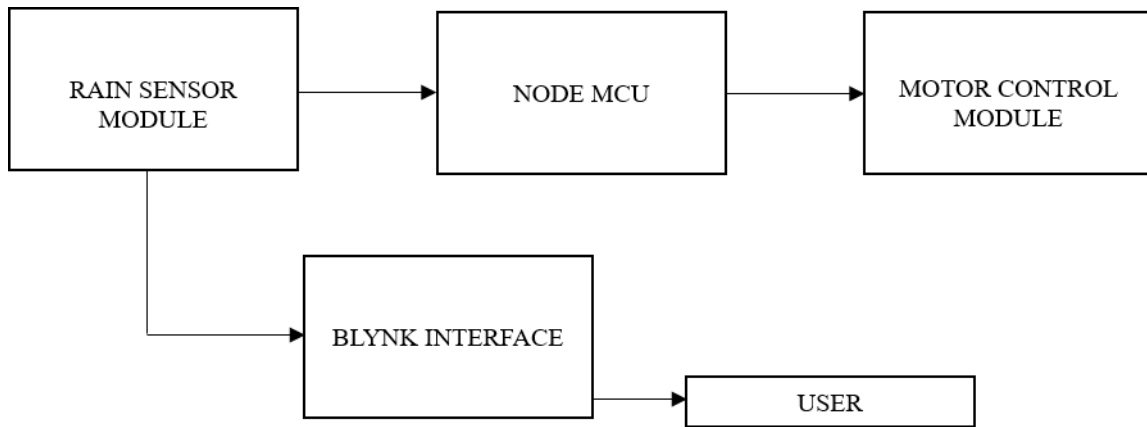 RAIN SENSOR
MODULE
NODE MCU
MOTOR CONTROL
MODULE
BLYNK INTERFACE
USER